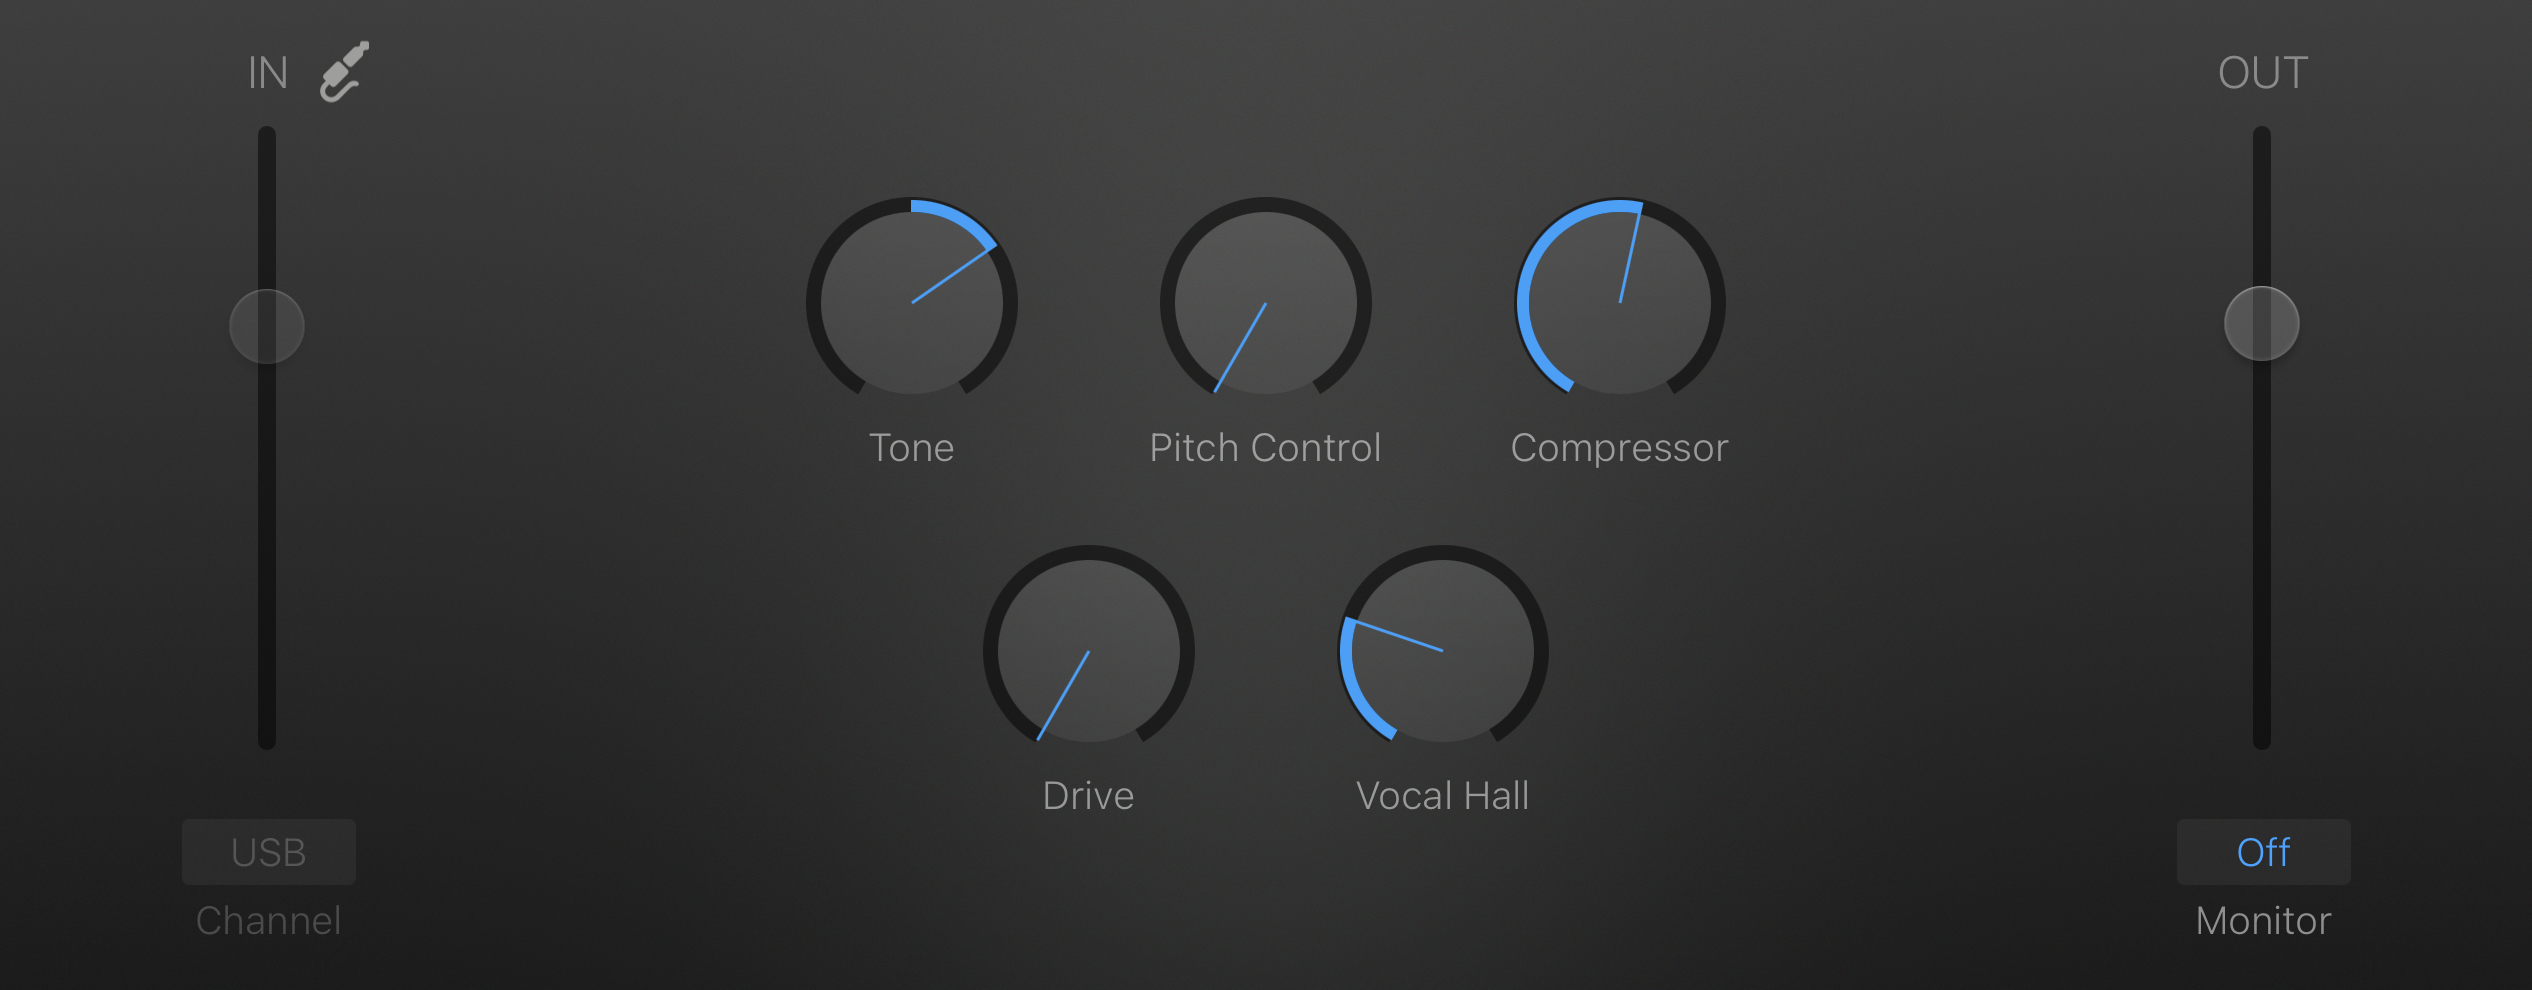 IN
OUT
Tone
Pitch Control
Compressor
Drive
Vocal Hall
USB
Off
Channel
Monitor